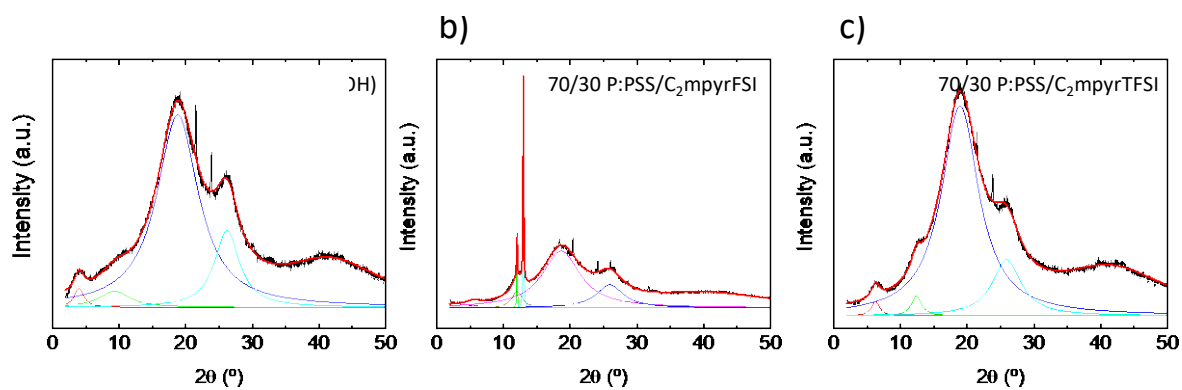 b)
c)
OH)
70/30 P:PSS/C₂mpyrFSI
70/30 P:PSS/C₂mpyrTFSI
Intensity (a.u.)
Intensity (a.u.)
Intensity (a.u.)
0 10 20 30 40 50
0 10 20 30 40 50
0 10 20 30 40 50
2θ (º)
2θ (º)
2θ (º)